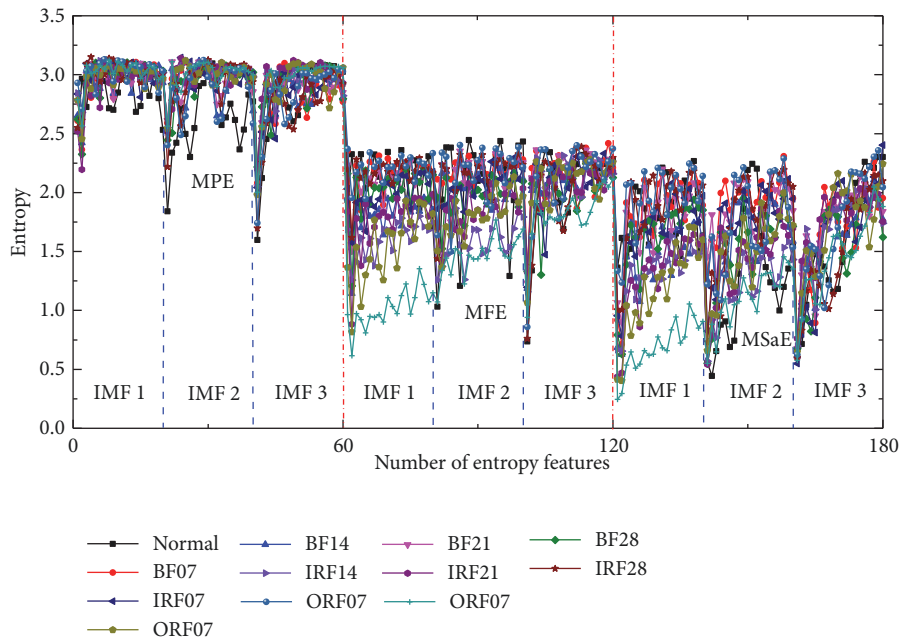 3.5
3.0
2.5
2.0
1.5
1.0
0.5
0.0
Entropy
MPE
MFE
MSaE
IMF 1
IMF 2
IMF 3
IMF 1
IMF 2
IMF 3
IMF 1
IMF 2
IMF 3
0
60
120
180
Number of entropy features
Normal
BF14
BF21
BF28
BF07
IRF14
IRF21
IRF28
IRF07
ORF07
ORF07
ORF07